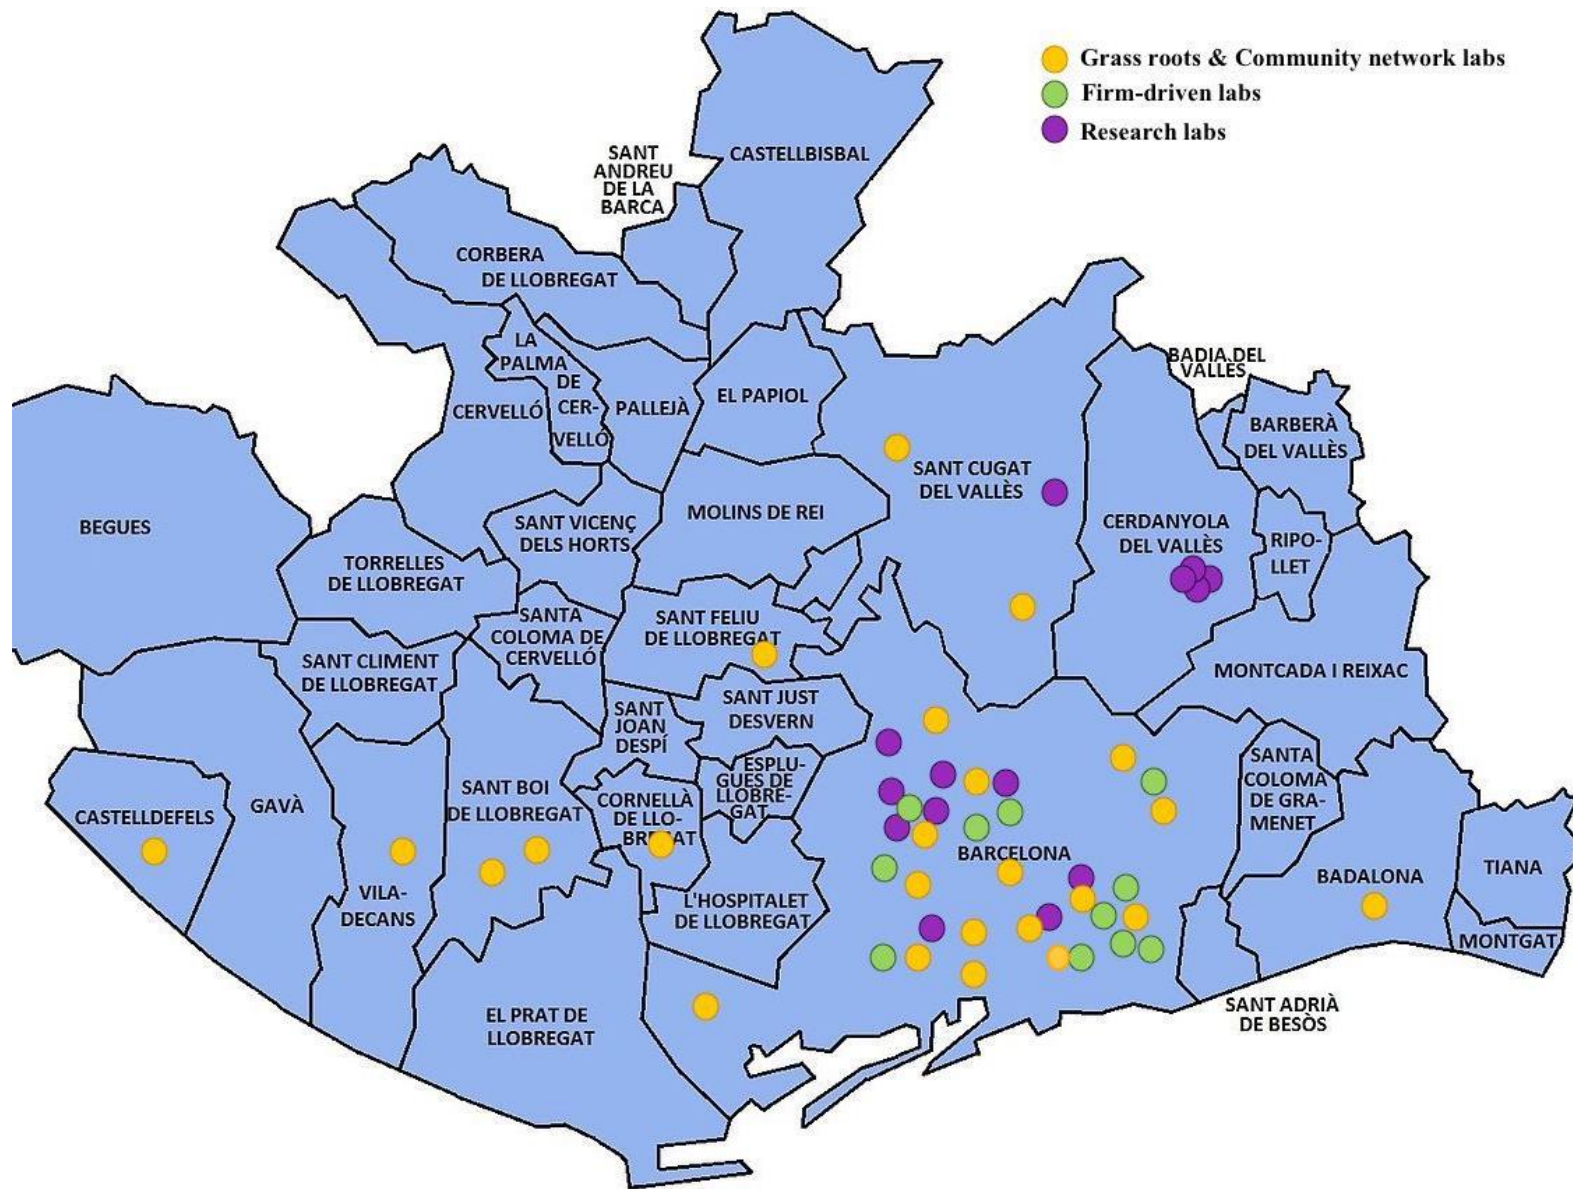 Grass roots & Community network labs
Firm-driven labs
Research labs
SANT
ANDREU
DE LA
BARCA
CASTELLBISBAL
CORBERA
DE LLOBREGAT
LA
PALMA
DE
CER-
VELLÓ
CERVELLÓ
PALLEJÀ
EL PAPIOL
BADIA DEL
VALLÈS
BARBERÀ
DEL VALLÈS
SANT CUGAT
DEL VALLÈS
BEGUES
SANT VICENÇ
DELS HORTS
MOLINS DE REI
CERDANYOLA
DEL VALLÈS
RIPO-
LLET
TORRELLES
DE LLOBREGAT
SANTA
COLOMA DE
CERVELLÓ
SANT FELIU
DE LLOBREGAT
SANT CLIMENT
DE LLOBREGAT
MONTCADA I REIXAC
SANT
JOAN
DESPÍ
SANT JUST
DESVERN
SANTA
COLOMA
DE GRA-
MENET
ESPLU-
GUES DE
LLOBRE-
GAT
SANT BOI
DE LLOBREGAT
CORNELLÀ
DE LLO-
BREGAT
CASTELLDEFELS
GAVÀ
BARCELONA
VILA-
DECANS
L'HOSPITALET
DE LLOBREGAT
BADALONA
TIANA
MONTGAT
EL PRAT DE
LLOBREGAT
SANT ADRIÀ
DE BESÒS